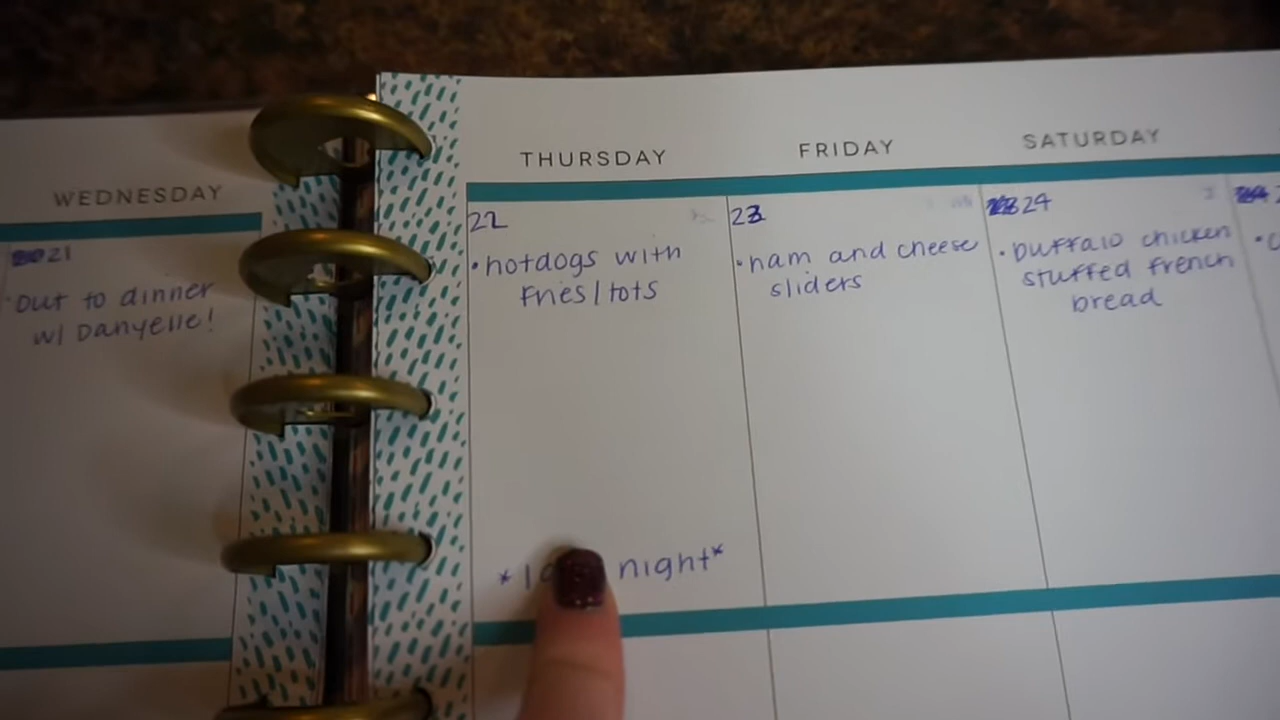 WEDNESDAY
21
·out to dinner
w/ Danyelle!
THURSDAY
22
·hotdogs with
fries/tots
night*
FRIDAY
23
·ham and cheese
sliders
SATURDAY
24
·buffalo chicken
stuffed french
bread